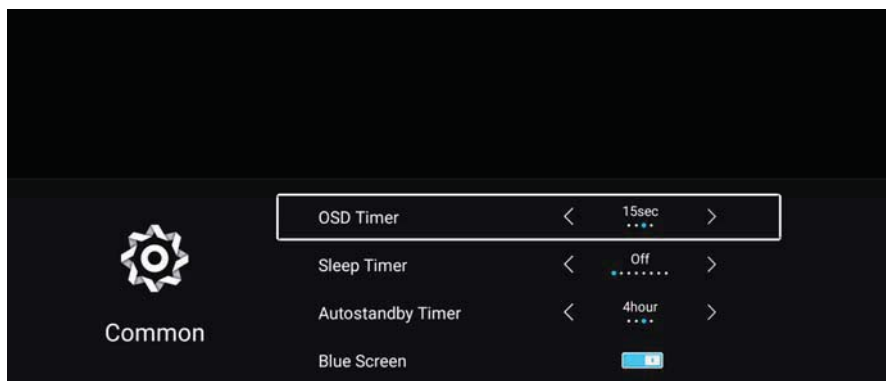 OSD Timer 15sec
Sleep Timer Off
Autostandby Timer 4hour
Common
Blue Screen